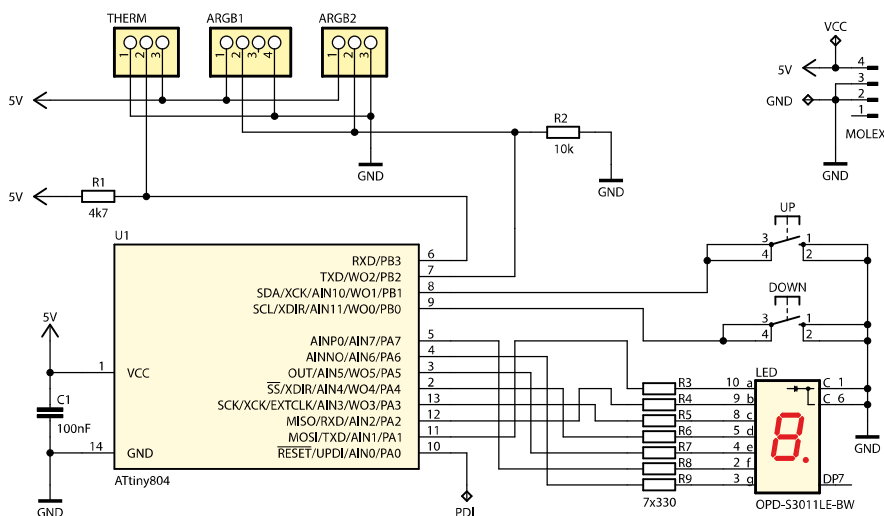 THERM
ARGB1
ARGB2
1 2 3
1 2 3 4
1 2 3
VCC
5V
4
3
GND
2
1
MOLEX
GND
5V
R2
10k
GND
GND
5V
R1
4k7
U1
RXD/PB3 6
TXD/WO2/PB2 7
SDA/XCK/AIN10/WO1/PB1 8
SCL/XDIR/AIN11/WO0/PB0 9
AINP0/AIN7/PA7 5
AINNO/AIN6/PA6 4
OUT/AIN5/WO5/PA5 3
SS/XDIR/AIN4/WO4/PA4 2
SCK/XCK/EXTCLK/AIN3/WO3/PA3 13
MISO/RXD/AIN2/PA2 12
MOSI/TXD/AIN1/PA1 11
RESET/UPDI/AIN0/PA0 10
1 VCC
14 GND
ATtiny804
5V
C1
100nF
GND
PDI
UP
3 1
4 2
DOWN
3 1
4 2
LED
R3 10 a C 1
R4 9 b C 6
R5 8 c
R6 5 d
R7 4 e
R8 2 f
R9 3 g DP7
8.
7x330
OPD-S3011LE-BW
GND